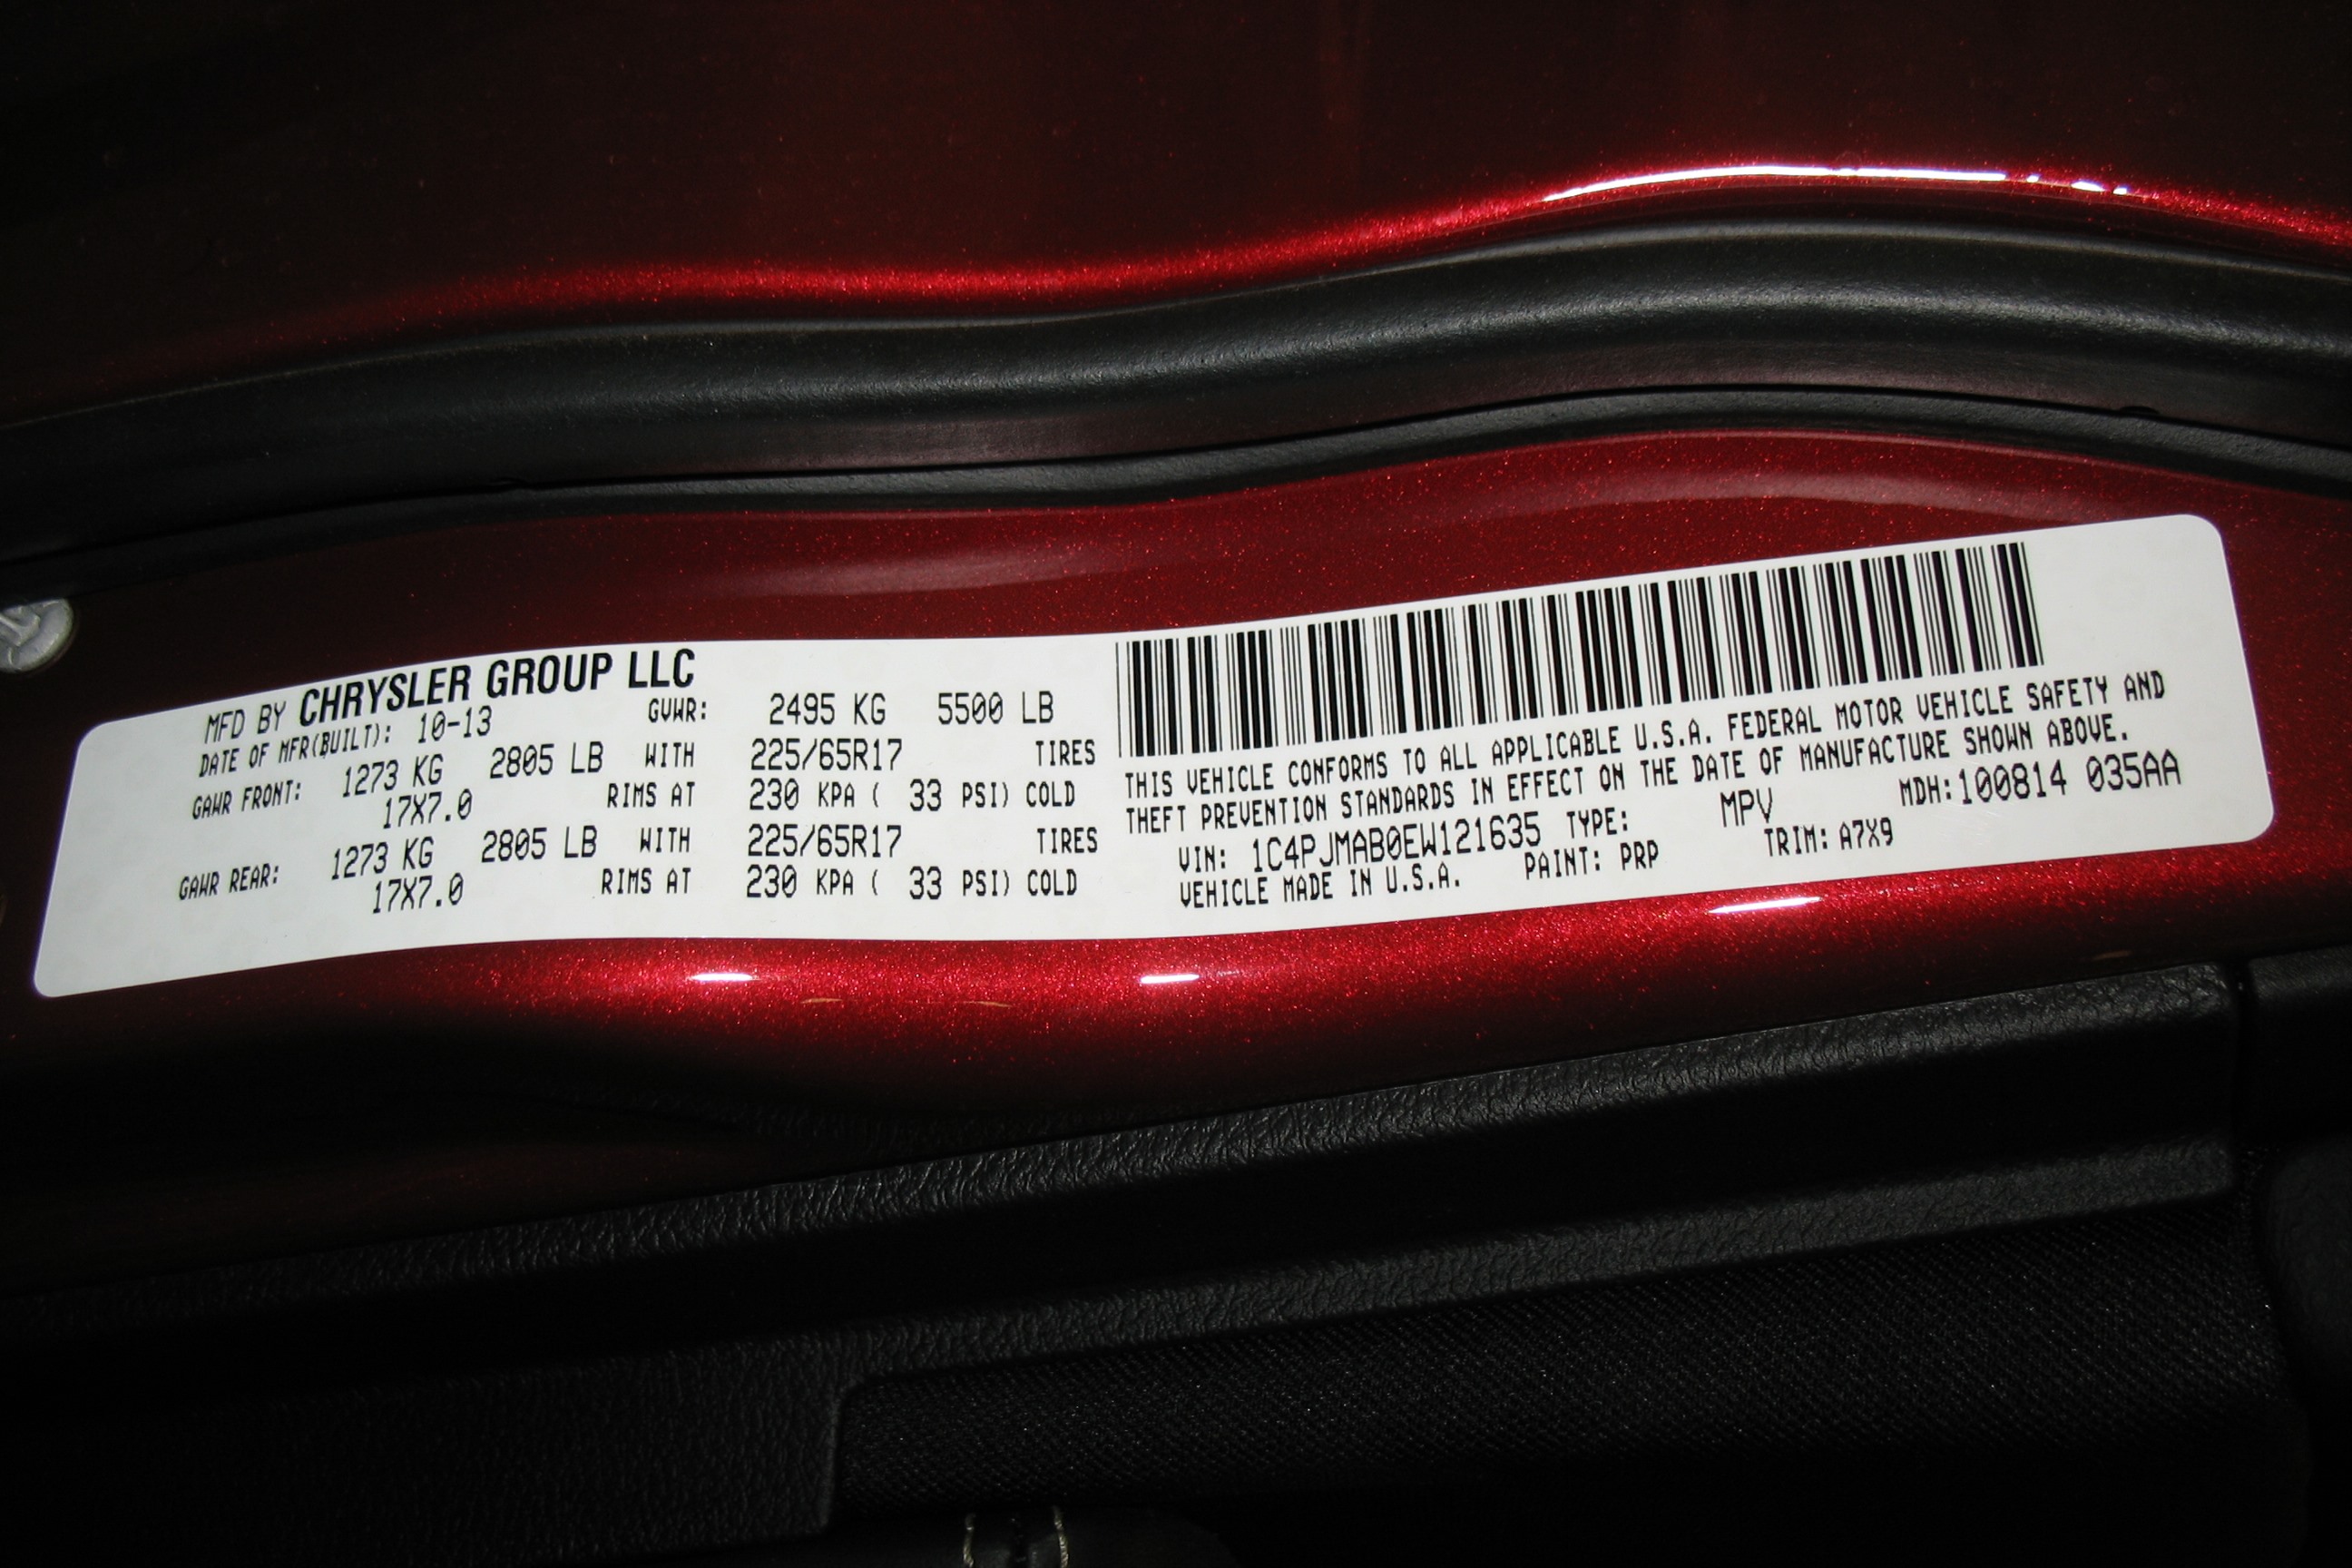 MFD BY CHRYSLER GROUP LLC
DATE OF MFR(BUILT): 10-13 GVWR: 2495 KG 5500 LB
GAWR FRONT: 1273 KG 2805 LB WITH 225/65R17 TIRES
17X7.0 RIMS AT 230 KPA ( 33 PSI) COLD
GAWR REAR: 1273 KG 2805 LB WITH 225/65R17 TIRES
17X7.0 RIMS AT 230 KPA ( 33 PSI) COLD
THIS VEHICLE CONFORMS TO ALL APPLICABLE U.S.A. FEDERAL MOTOR VEHICLE SAFETY AND
THEFT PREVENTION STANDARDS IN EFFECT ON THE DATE OF MANUFACTURE SHOWN ABOVE.
VIN: 1C4PJMAB0EW121635 TYPE: MPV MDH:100814 035AA
VEHICLE MADE IN U.S.A. PAINT: PRP TRIM: A7X9